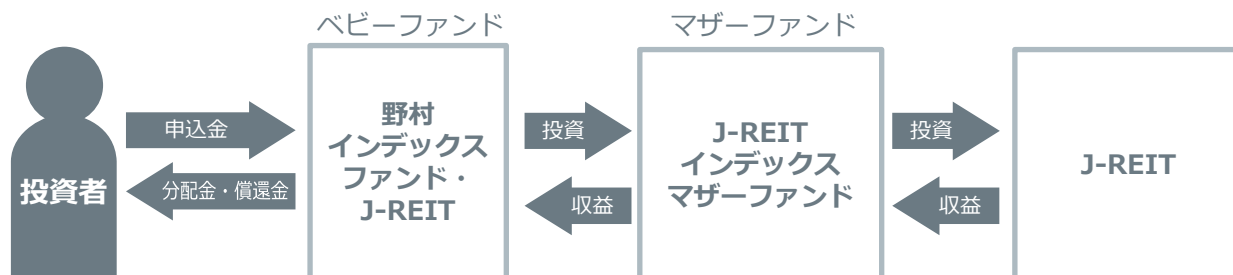 ベビーファンド
マザーファンド
投資者
申込金
分配金・償還金
野村
インデックス
ファンド・
J-REIT
投資
収益
J-REIT
インデックス
マザーファンド
投資
収益
J-REIT